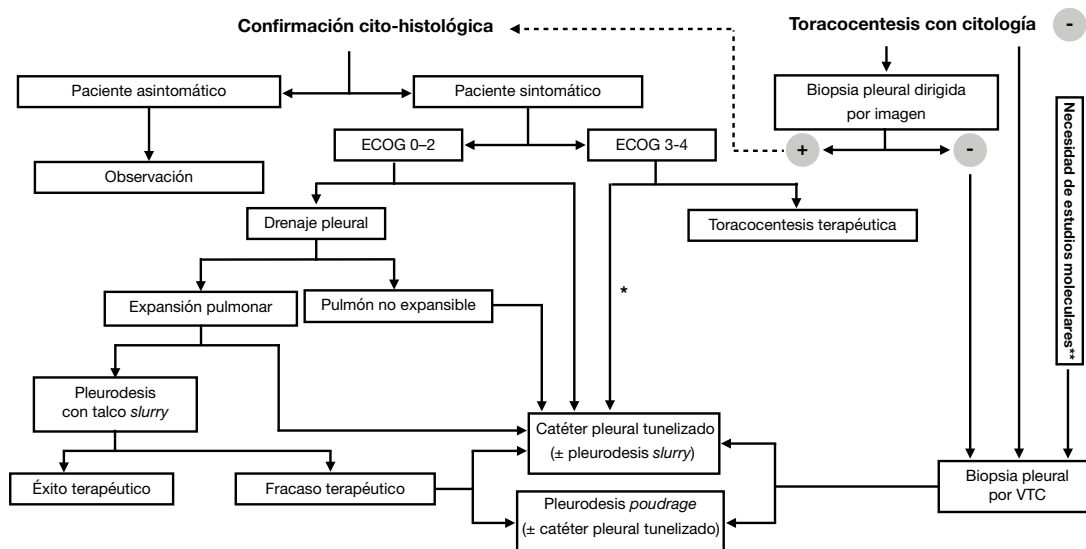 Confirmación cito-histológica
Toracocentesis con citología
-
Paciente asintomático
Paciente sintomático
Biopsia pleural dirigida
por imagen
Necesidad de estudios moleculares**
ECOG 0–2
ECOG 3-4
+
-
Observación
Drenaje pleural
Toracocentesis terapéutica
Expansión pulmonar
Pulmón no expansible
*
Pleurodesis
con talco slurry
Catéter pleural tunelizado
(± pleurodesis slurry)
Éxito terapéutico
Fracaso terapéutico
Biopsia pleural
por VTC
Pleurodesis poudrage
(± catéter pleural tunelizado)